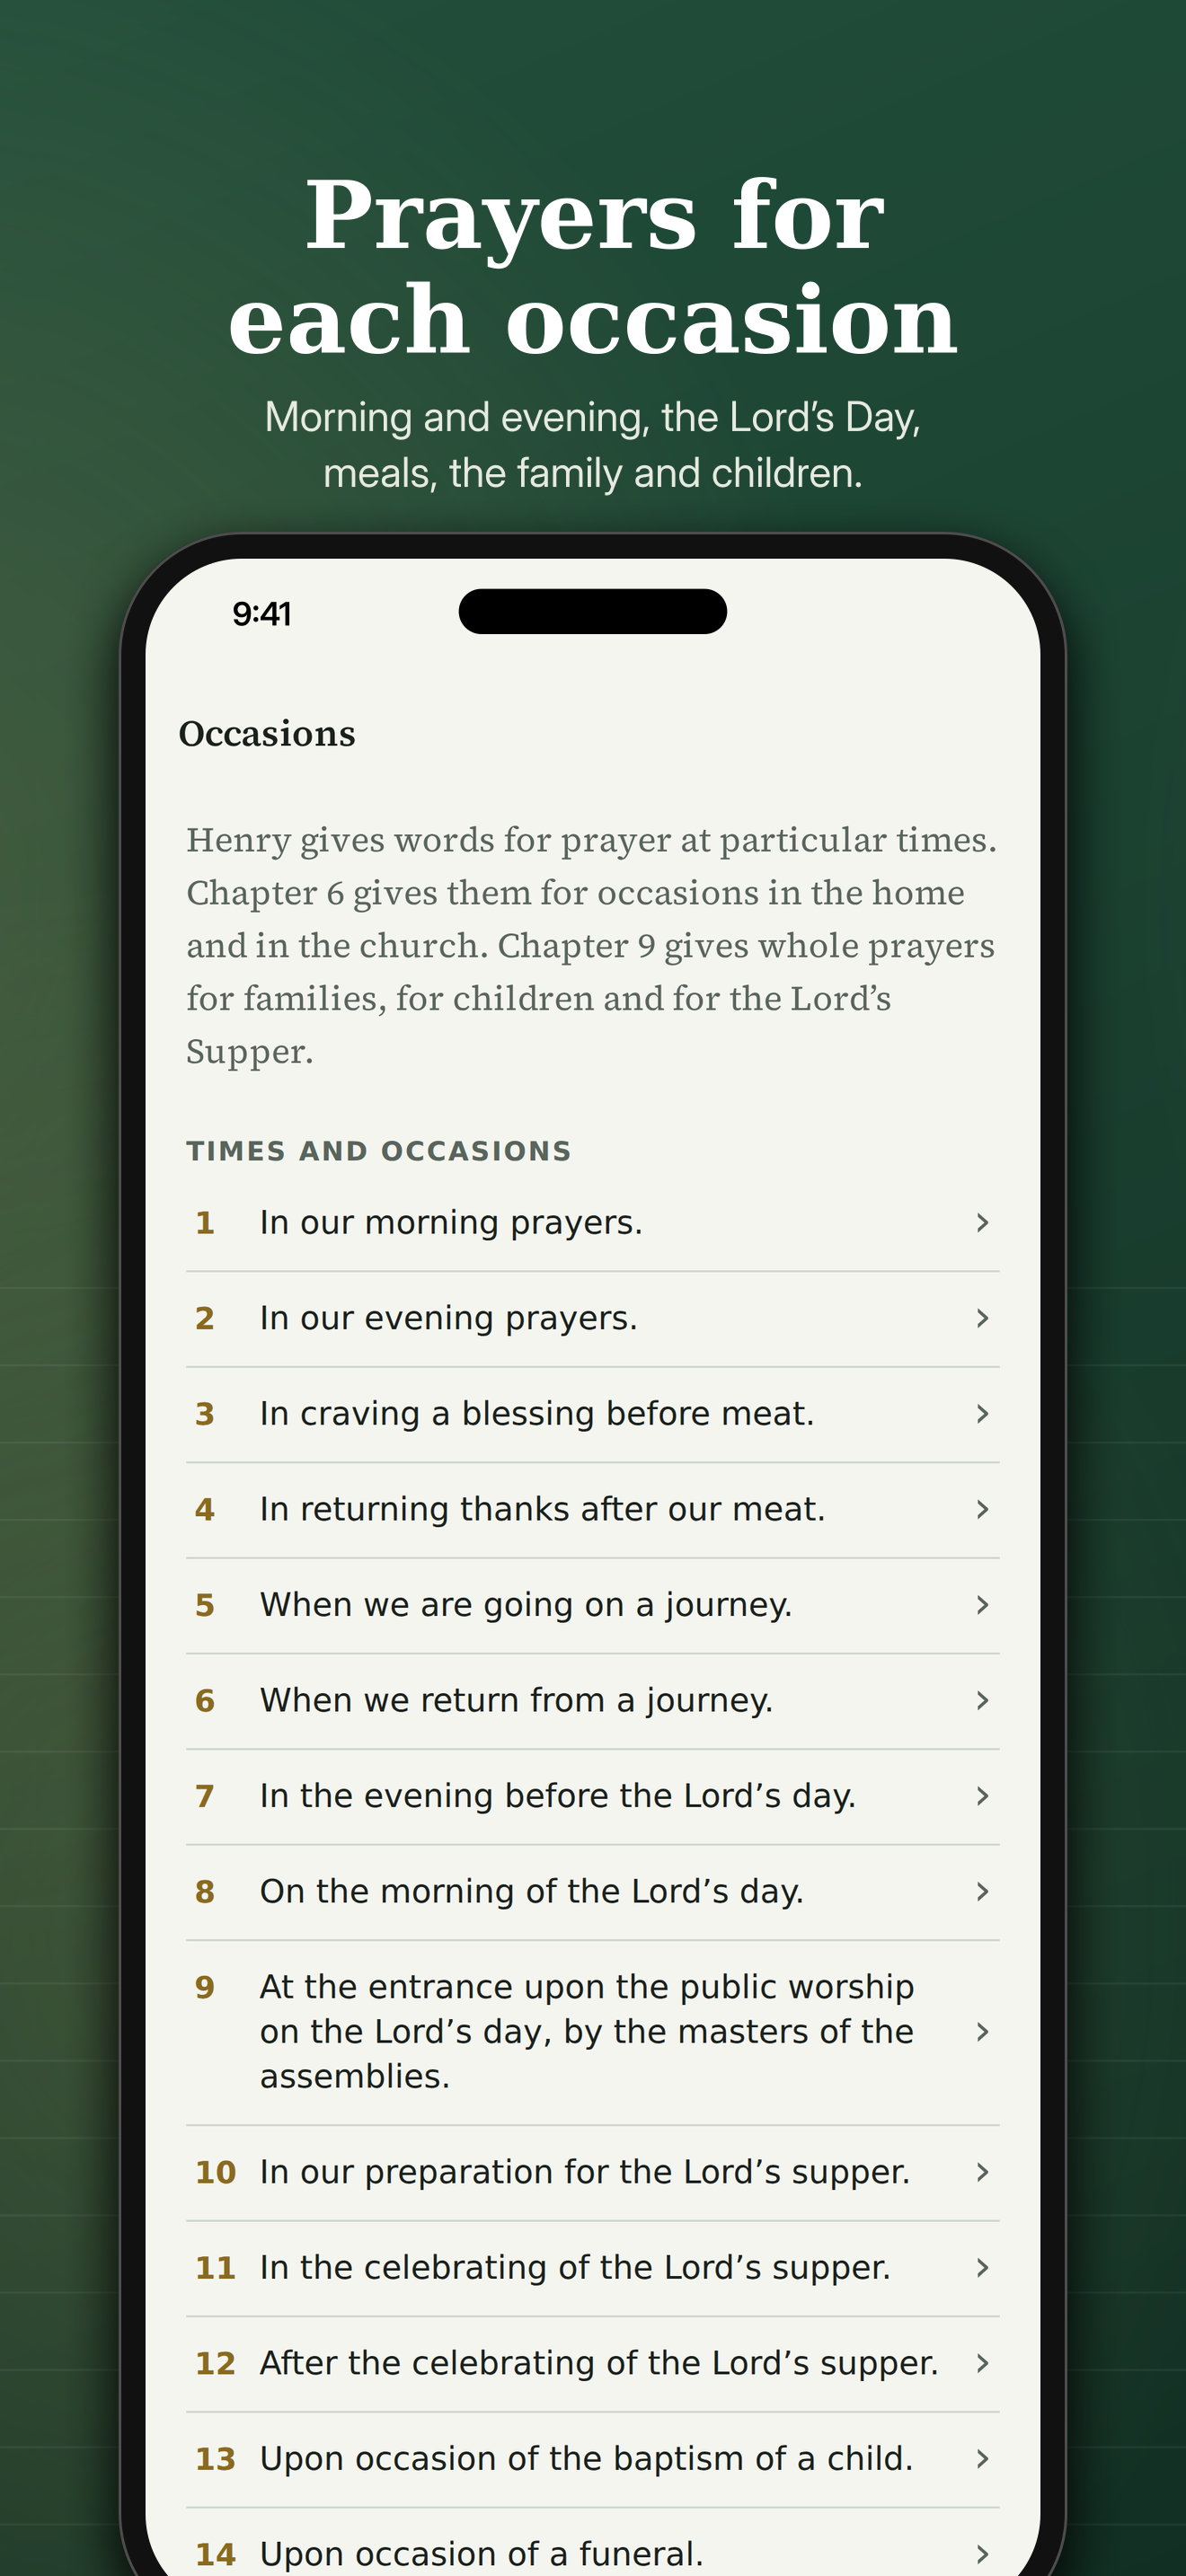 Prayers for
each occasion
Morning and evening, the Lord’s Day,
meals, the family and children.
9:41
Occasions
Henry gives words for prayer at particular times.
Chapter 6 gives them for occasions in the home
and in the church. Chapter 9 gives whole prayers
for families, for children and for the Lord’s
Supper.
TIMES AND OCCASIONS
1 In our morning prayers.
2 In our evening prayers.
3 In craving a blessing before meat.
4 In returning thanks after our meat.
5 When we are going on a journey.
6 When we return from a journey.
7 In the evening before the Lord’s day.
8 On the morning of the Lord’s day.
9 At the entrance upon the public worship
on the Lord’s day, by the masters of the
assemblies.
10 In our preparation for the Lord’s supper.
11 In the celebrating of the Lord’s supper.
12 After the celebrating of the Lord’s supper.
13 Upon occasion of the baptism of a child.
14 Upon occasion of a funeral.